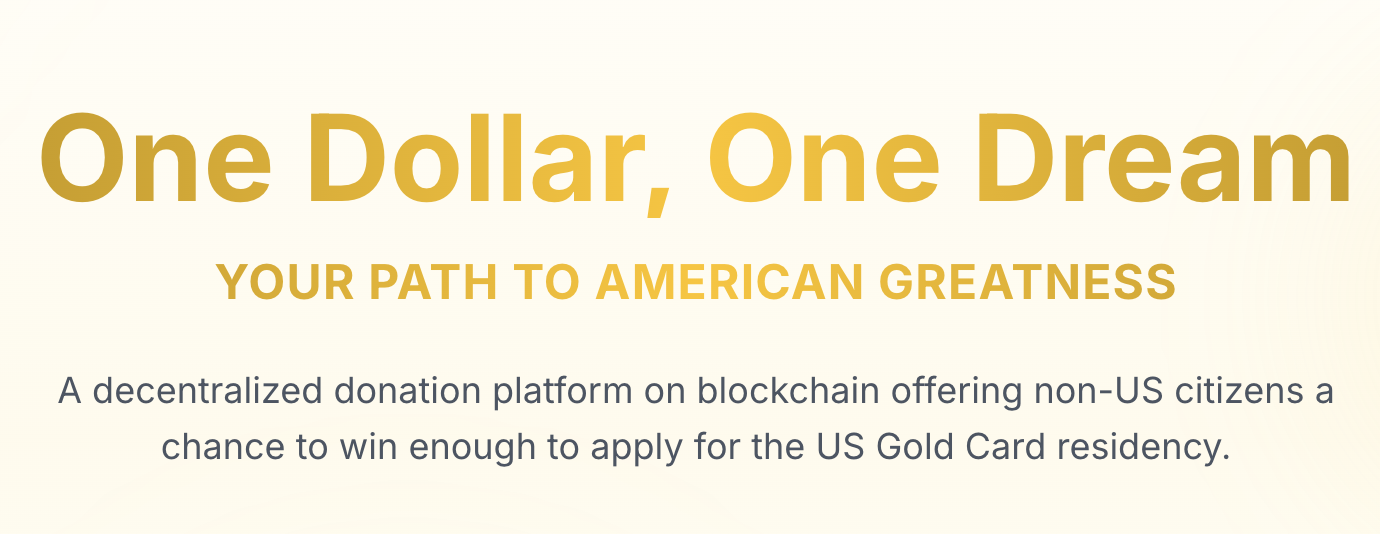 One Dollar, One Dream
YOUR PATH TO AMERICAN GREATNESS
A decentralized donation platform on blockchain offering non-US citizens a
chance to win enough to apply for the US Gold Card residency.